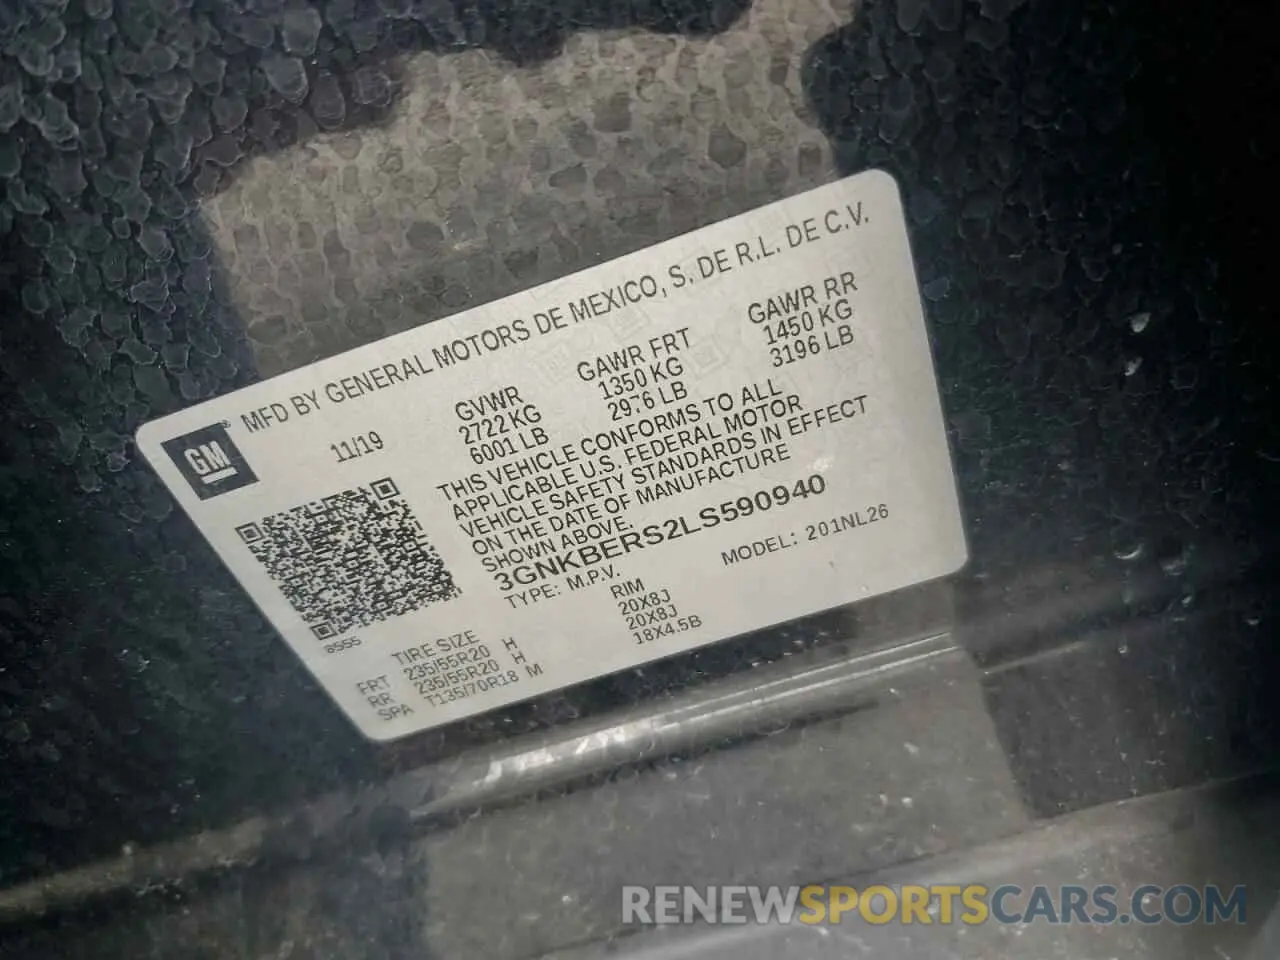 GM® MFD BY GENERAL MOTORS DE MEXICO, S. DE R.L. DE C.V.
11/19 GVWR GAWR FRT GAWR RR
2722 KG 1350 KG 1450 KG
6001 LB 2976 LB 3196 LB
THIS VEHICLE CONFORMS TO ALL
APPLICABLE U.S. FEDERAL MOTOR
VEHICLE SAFETY STANDARDS IN EFFECT
ON THE DATE OF MANUFACTURE
SHOWN ABOVE.
3GNKBERS2LS590940
TYPE: M.P.V. MODEL: 201NL26
8555
TIRE SIZE RIM
FRT 235/55R20 H 20X8J
RR 235/55R20 H 20X8J
SPA T135/70R18 M 18X4.5B
RENEWSPORTSCARS.COM